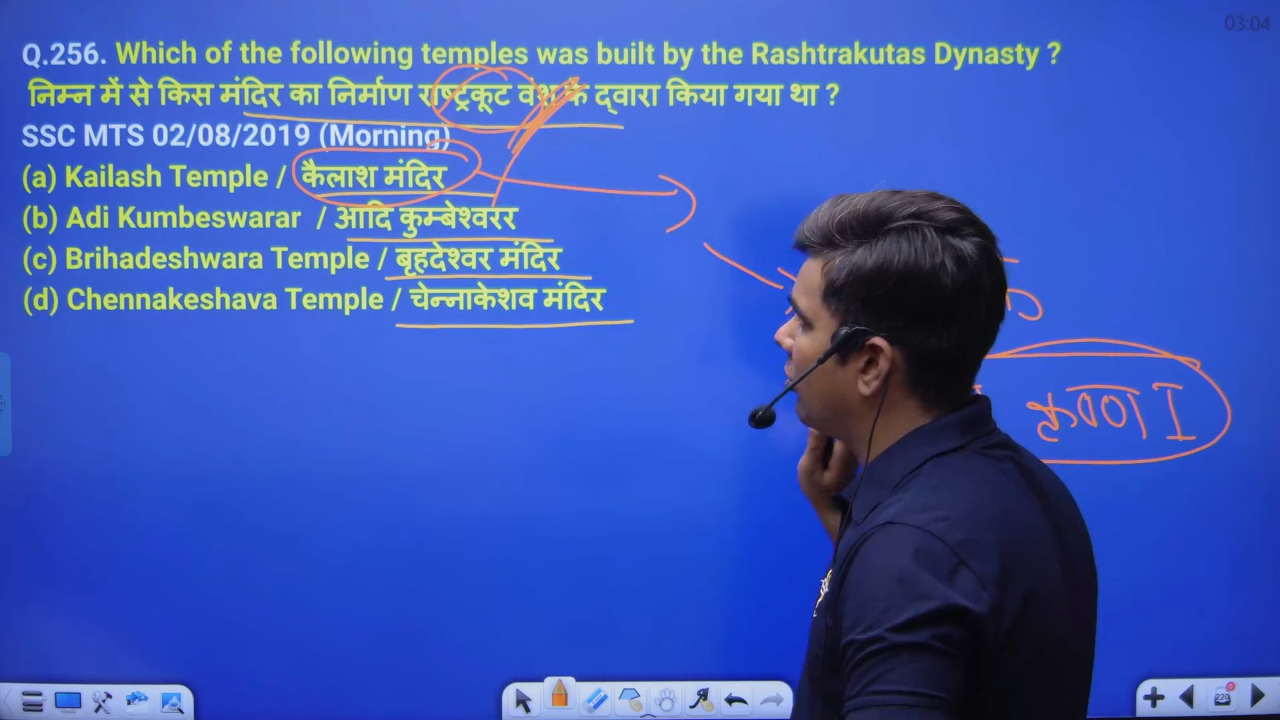 03:04
Q.256. Which of the following temples was built by the Rashtrakutas Dynasty ?
निम्न में से किस मंदिर का निर्माण राष्ट्रकूट वंश के द्वारा किया गया था ?
SSC MTS 02/08/2019 (Morning)
(a) Kailash Temple / कैलाश मंदिर
(b) Adi Kumbeswarar / आदि कुम्बेश्वरर
(c) Brihadeshwara Temple / बृहदेश्वर मंदिर
(d) Chennakeshava Temple / चेन्नाकेशव मंदिर
कृष्ण I
229